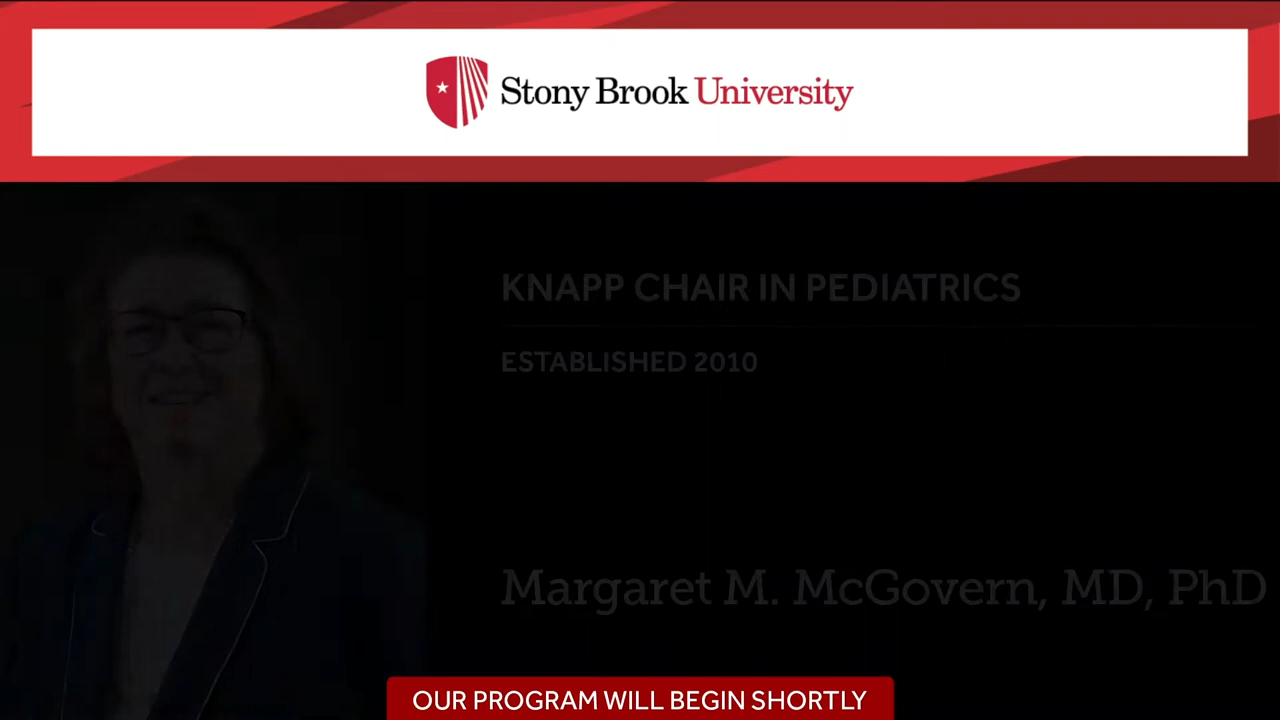 Stony Brook University
KNAPP CHAIR IN PEDIATRICS
ESTABLISHED 2010
Margaret M. McGovern, MD, PhD
OUR PROGRAM WILL BEGIN SHORTLY